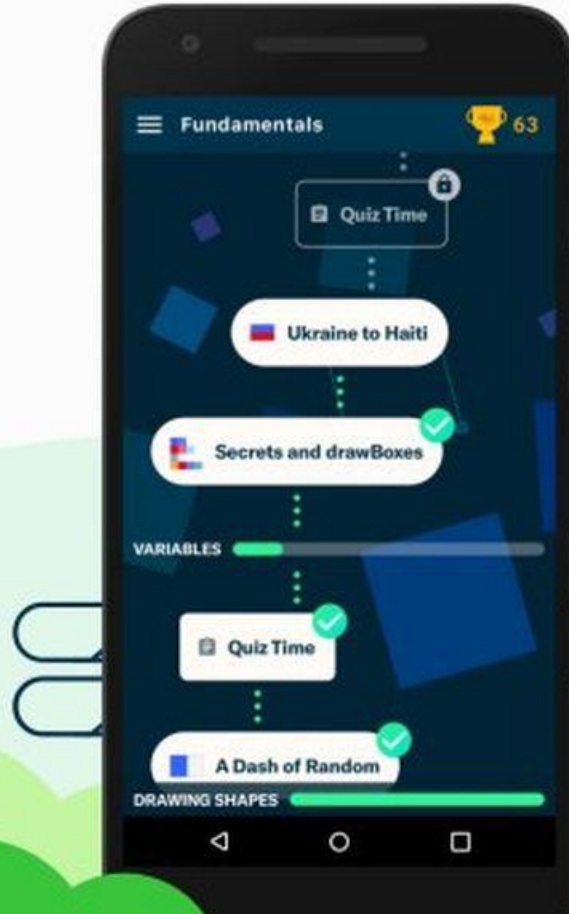 Fundamentals 63
Quiz Time
Ukraine to Haiti
Secrets and drawBoxes
VARIABLES
Quiz Time
A Dash of Random
DRAWING SHAPES